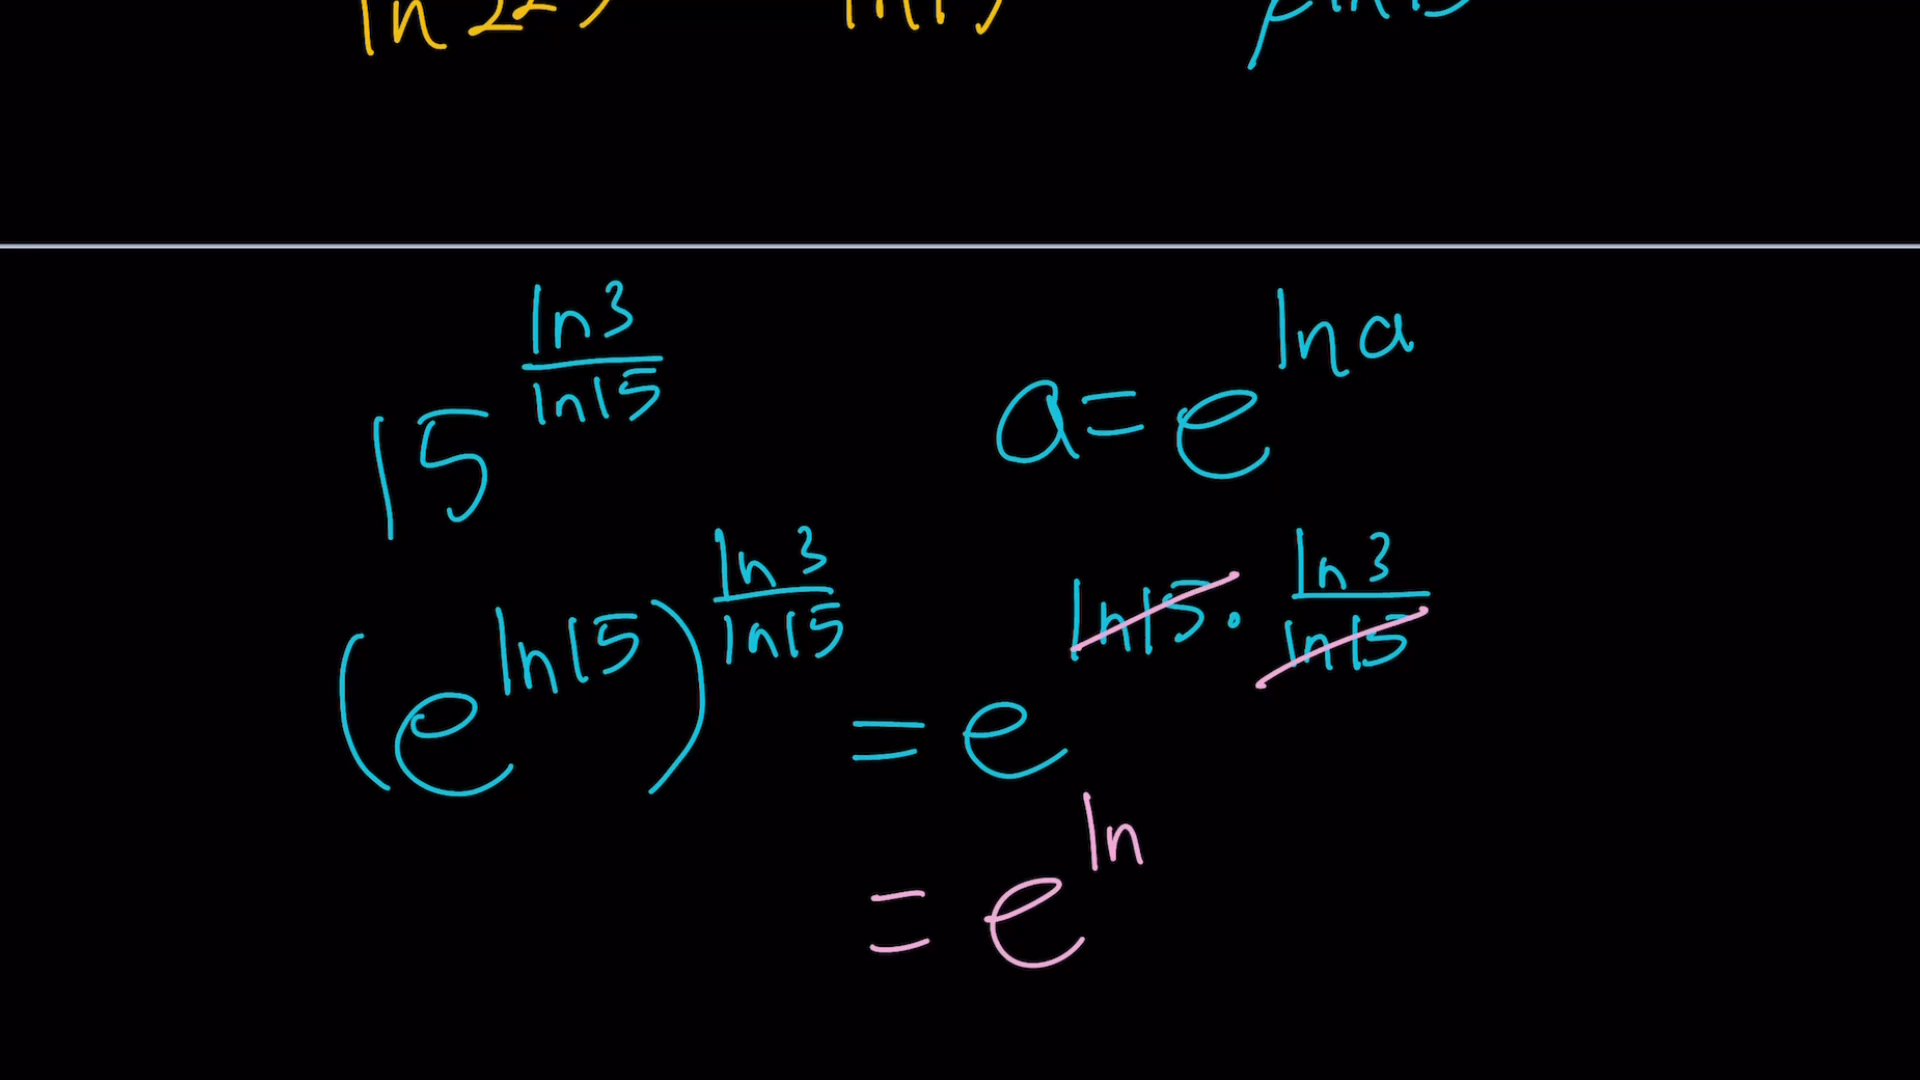 15^(ln3/ln15) a=e^(ln a)
(e^(ln15))^(ln3/ln15) = e^(ln15·ln3/ln15)
= e^(ln